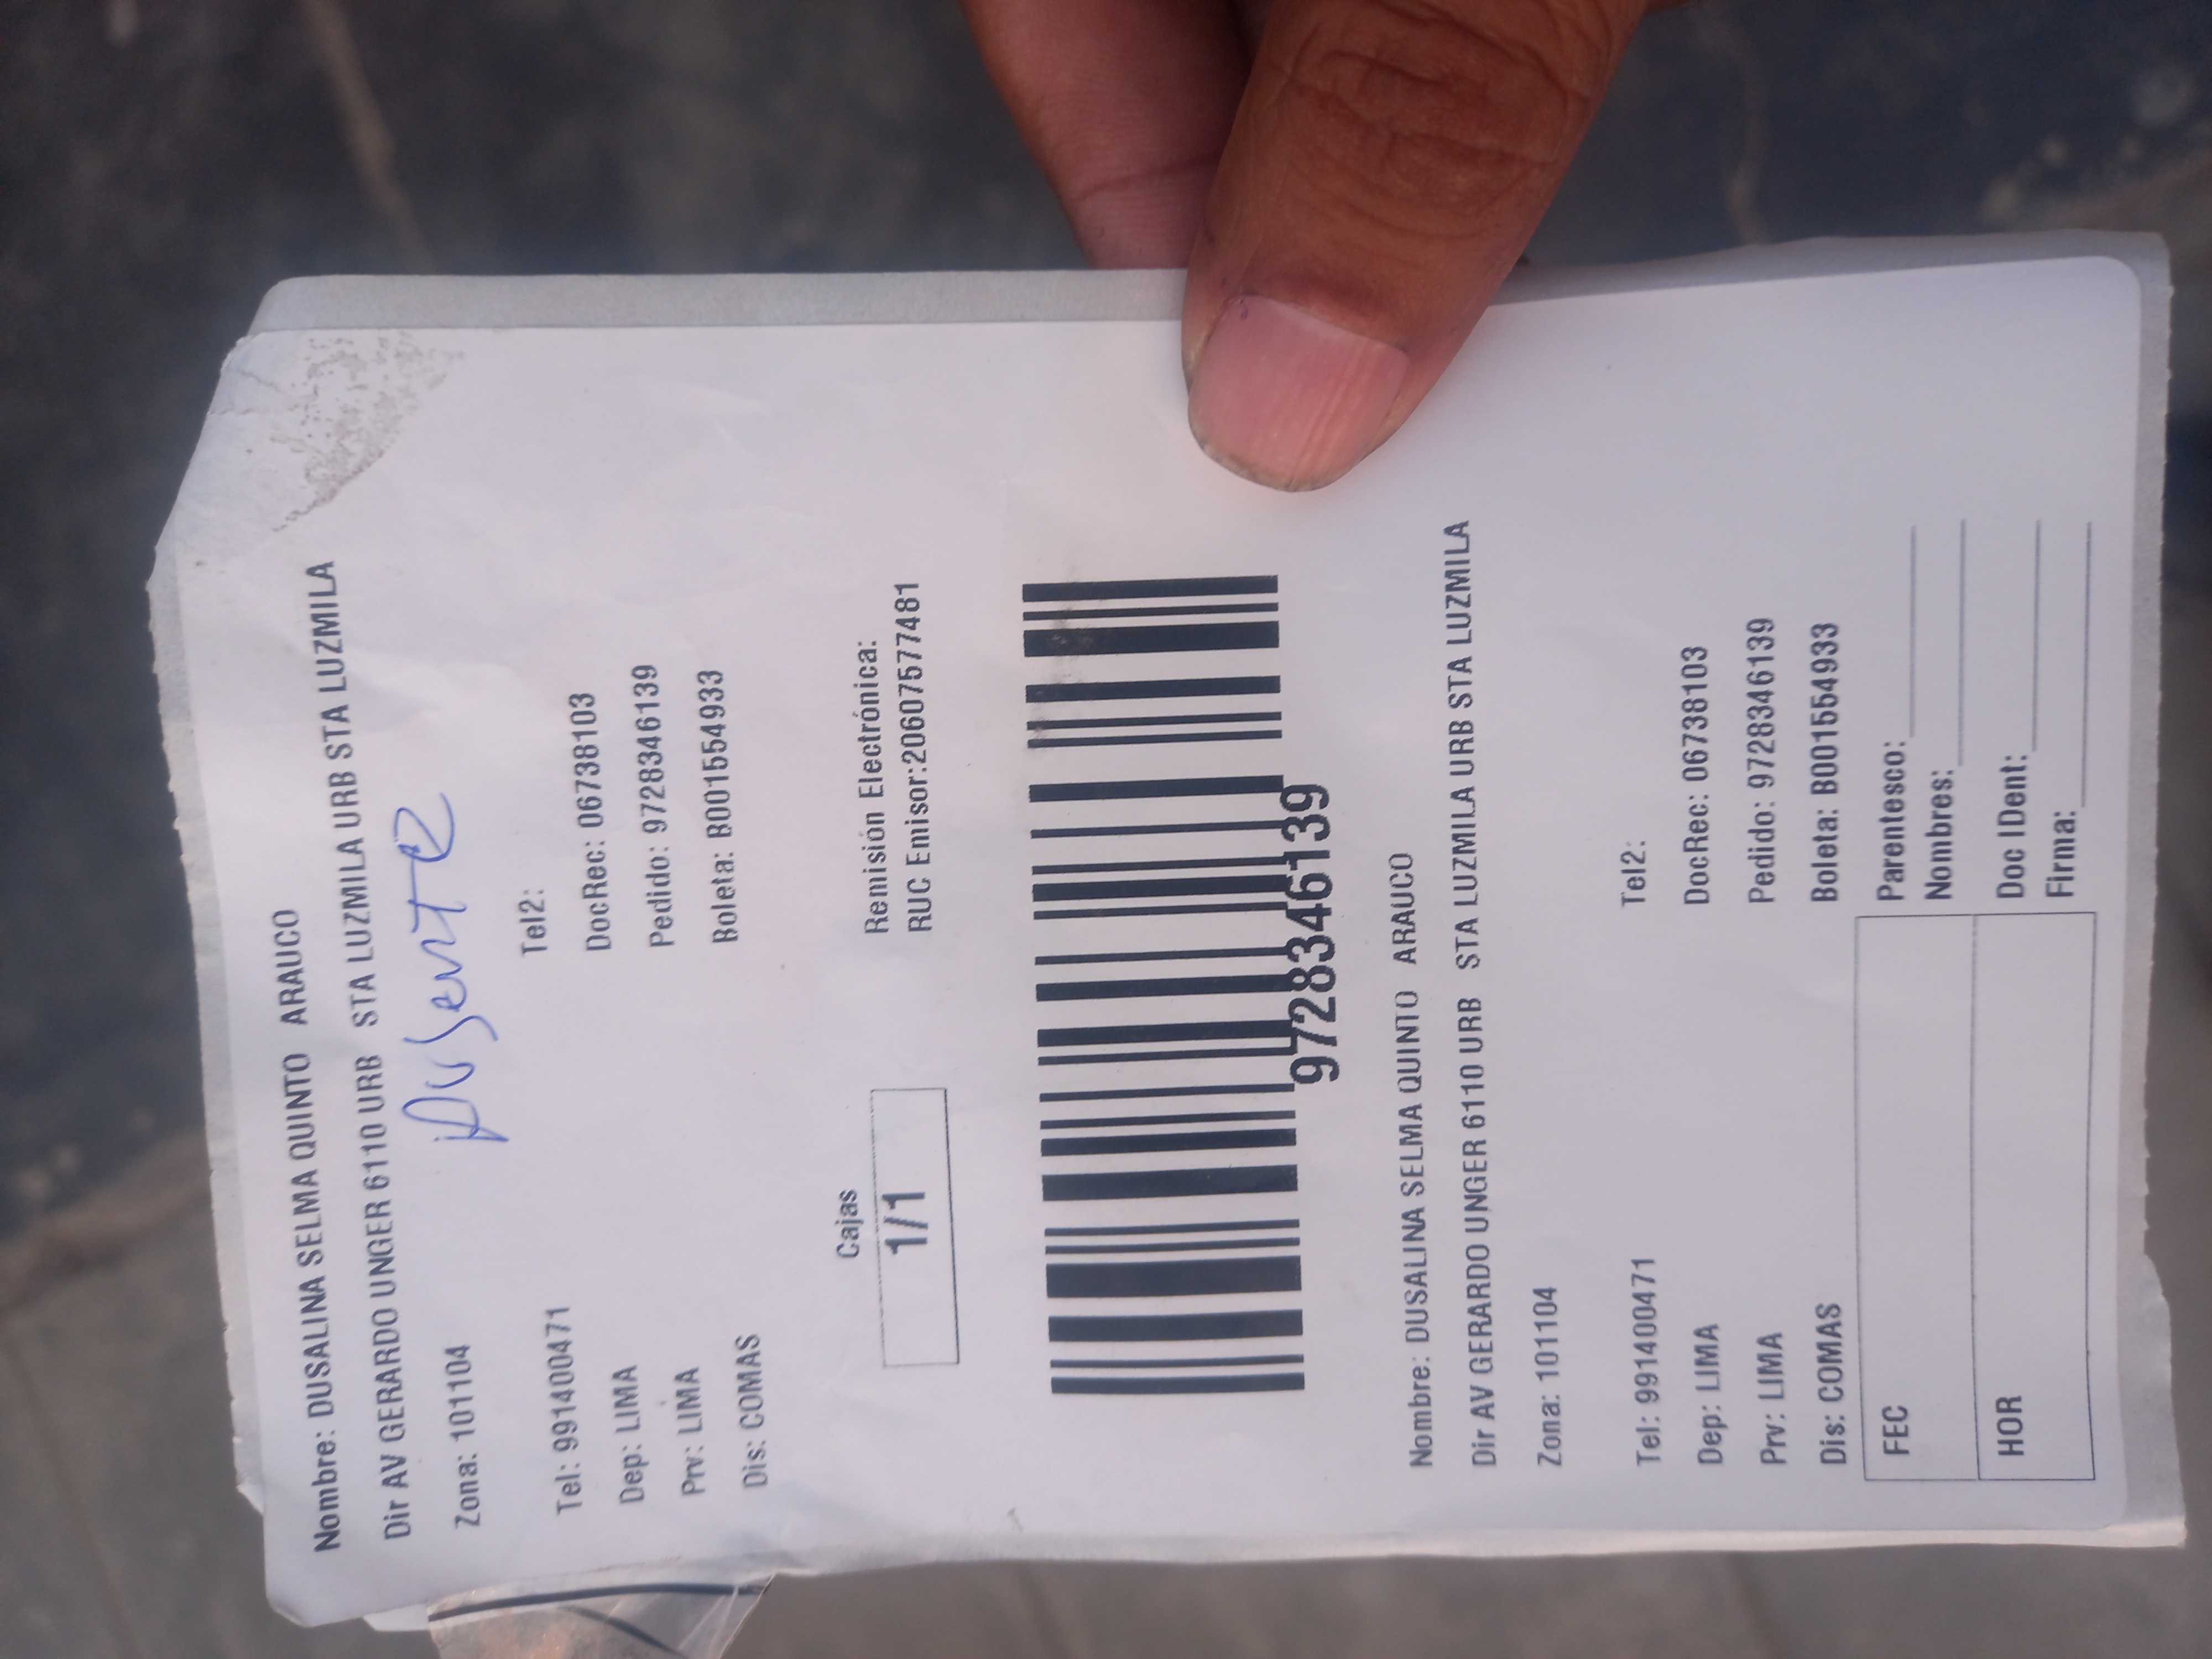 Nombre: DUSALINA SELMA QUINTO ARAUCO
Dir AV GERARDO UNGER 6110 URB STA LUZMILA URB STA LUZMILA
Ausente
Zona: 101104
Tel: 991400471 Tel2:
Dep: LIMA DocRec: 06738103
Prv: LIMA Pedido: 9728346139
Dis: COMAS Boleta: B001554933
Cajas Remisión Electrónica:
1/1 RUC Emisor:20607577481
9728346139
Nombre: DUSALINA SELMA QUINTO ARAUCO
Dir AV GERARDO UNGER 6110 URB STA LUZMILA URB STA LUZMILA
Zona: 101104
Tel: 991400471 Tel2:
Dep: LIMA DocRec: 06738103
Prv: LIMA Pedido: 9728346139
Dis: COMAS Boleta: B001554933
FEC Parentesco:
Nombres:
HOR Doc IDent:
Firma: